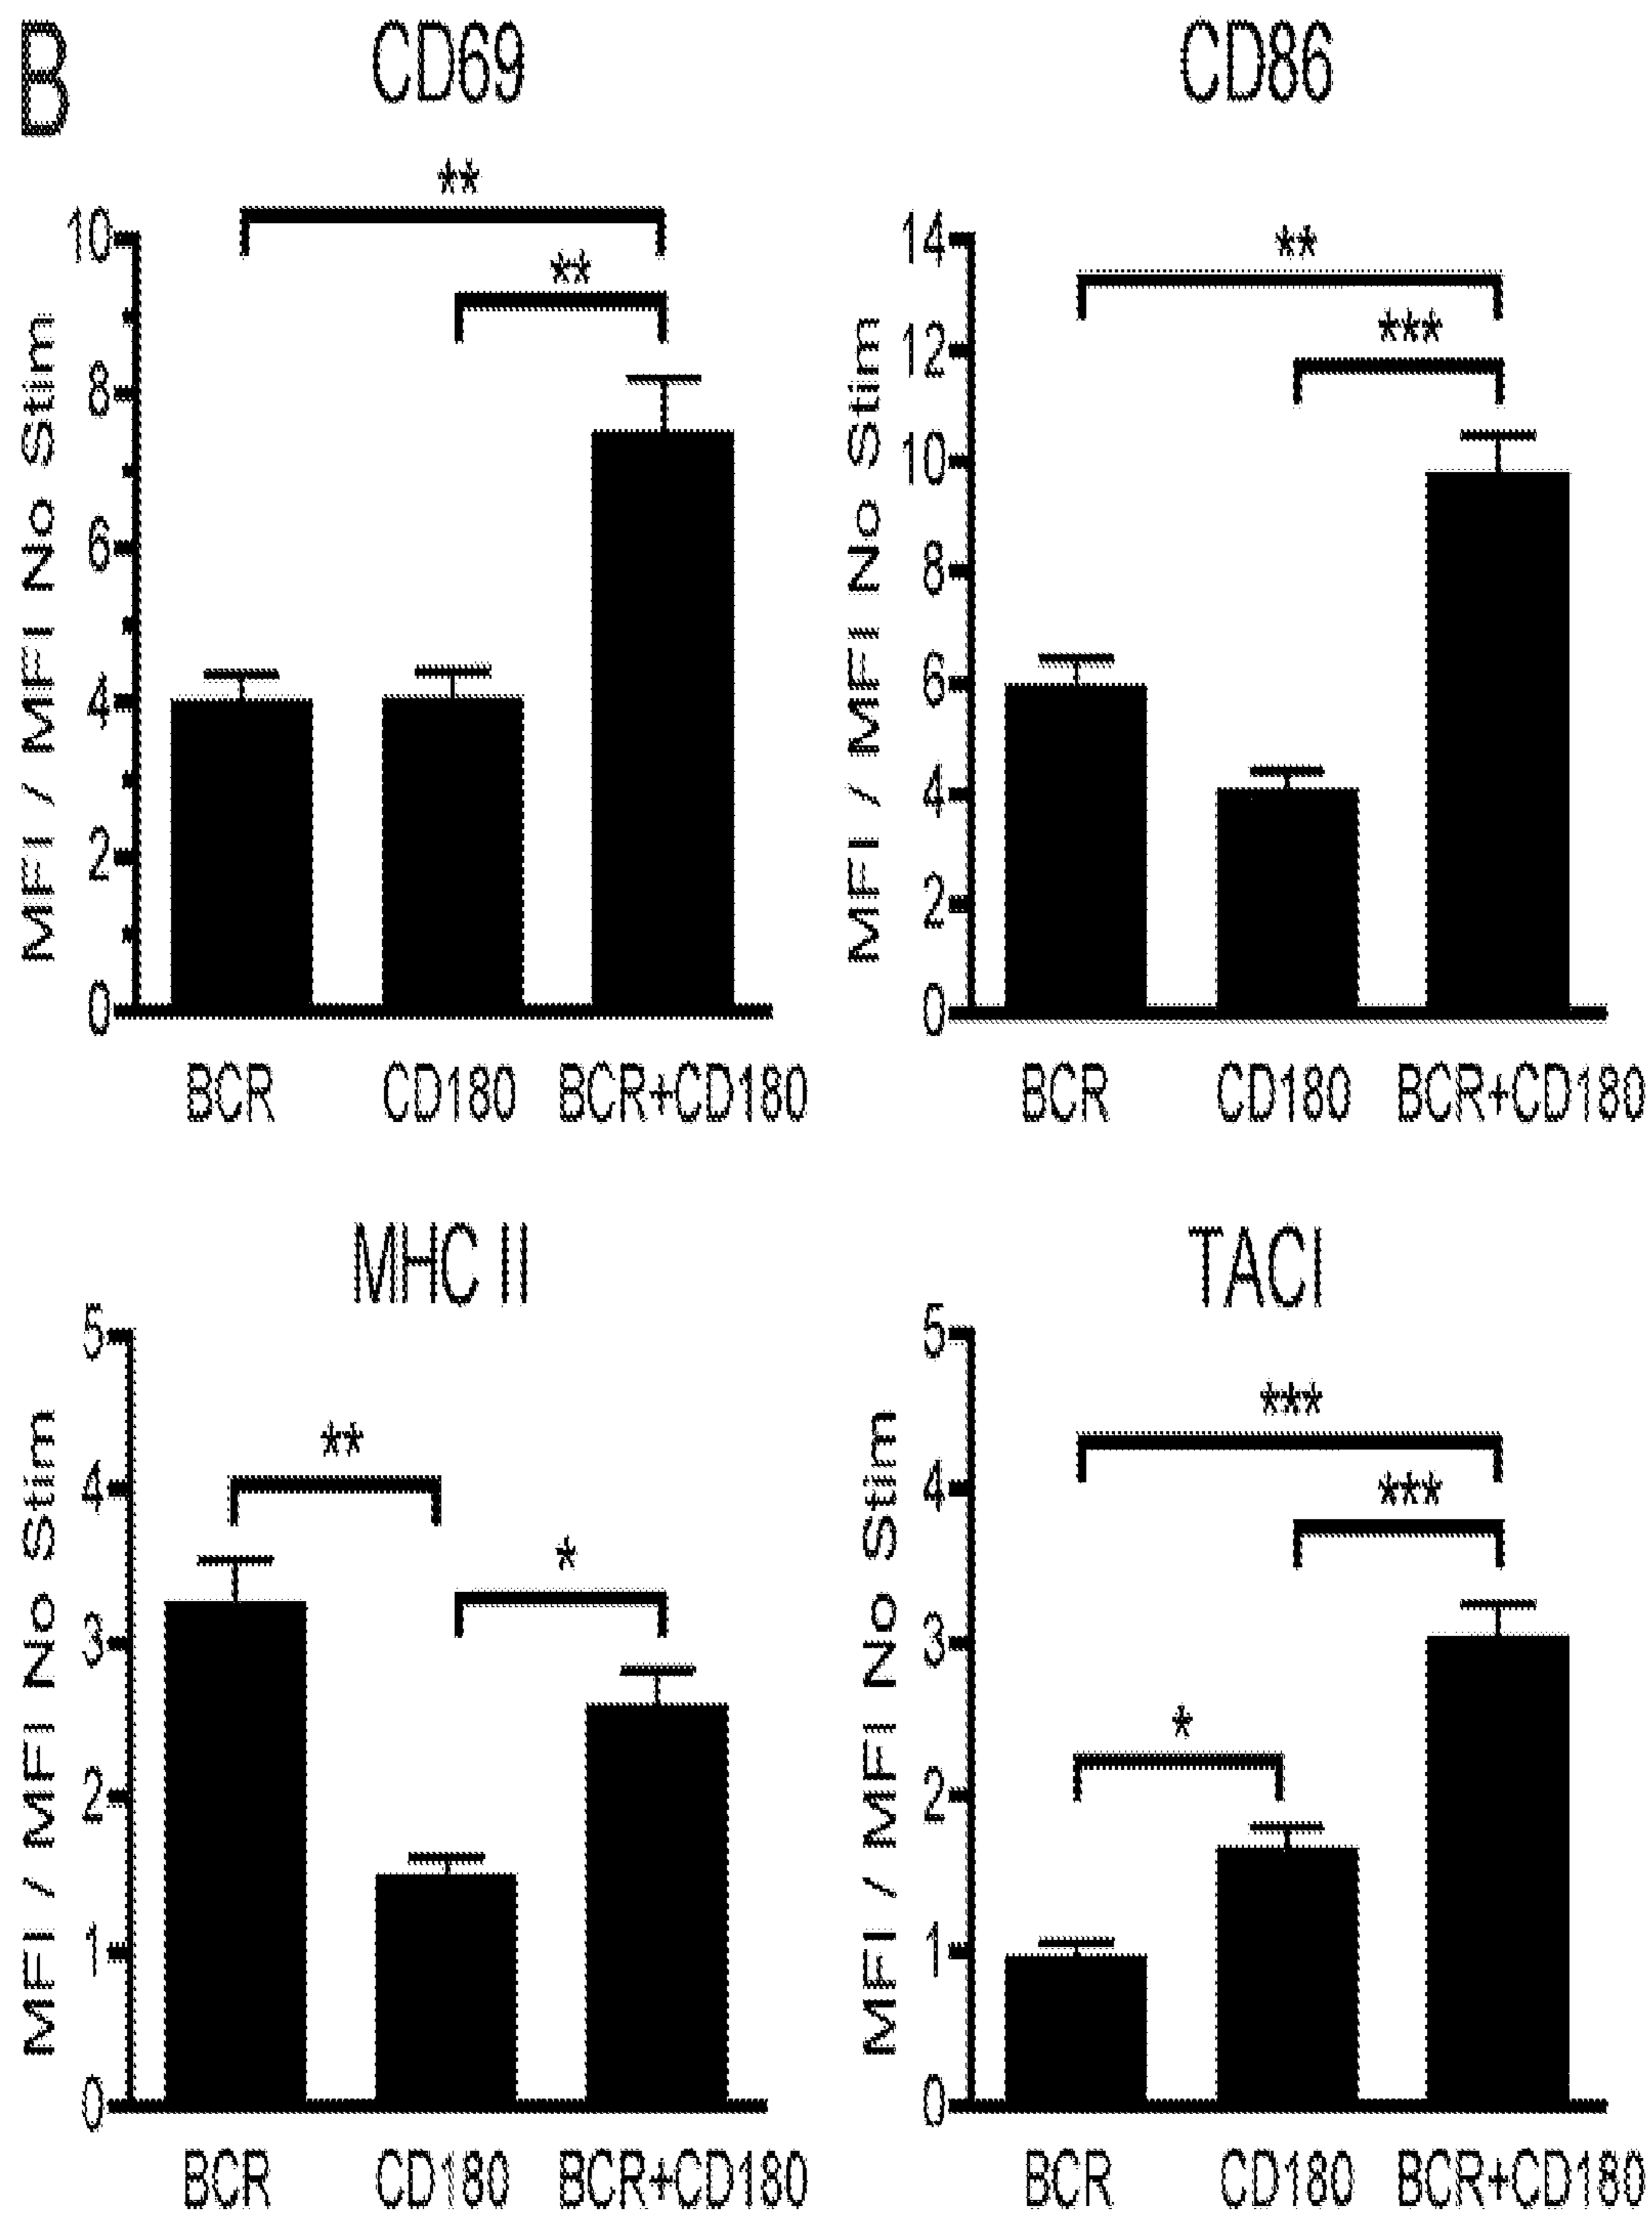 B
CD69
CD86
**
**
10
8
6
4
2
0
MFI / MFI No Stim
BCR CD180 BCR+CD180
**
***
14
12
10
8
6
4
2
0
MFI / MFI No Stim
BCR CD180 BCR+CD180
MHC II
TACI
**
*
5
4
3
2
1
0
MFI / MFI No Stim
BCR CD180 BCR+CD180
***
***
*
5
4
3
2
1
0
MFI / MFI No Stim
BCR CD180 BCR+CD180